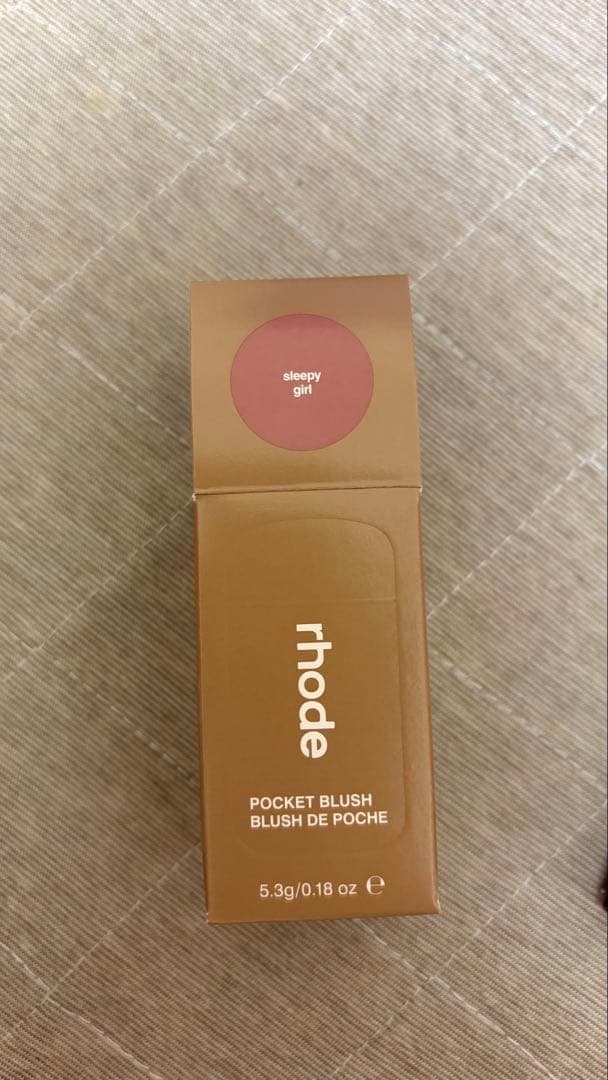 sleepy
girl
rhode
POCKET BLUSH
BLUSH DE POCHE
5.3g/0.18 oz ℮